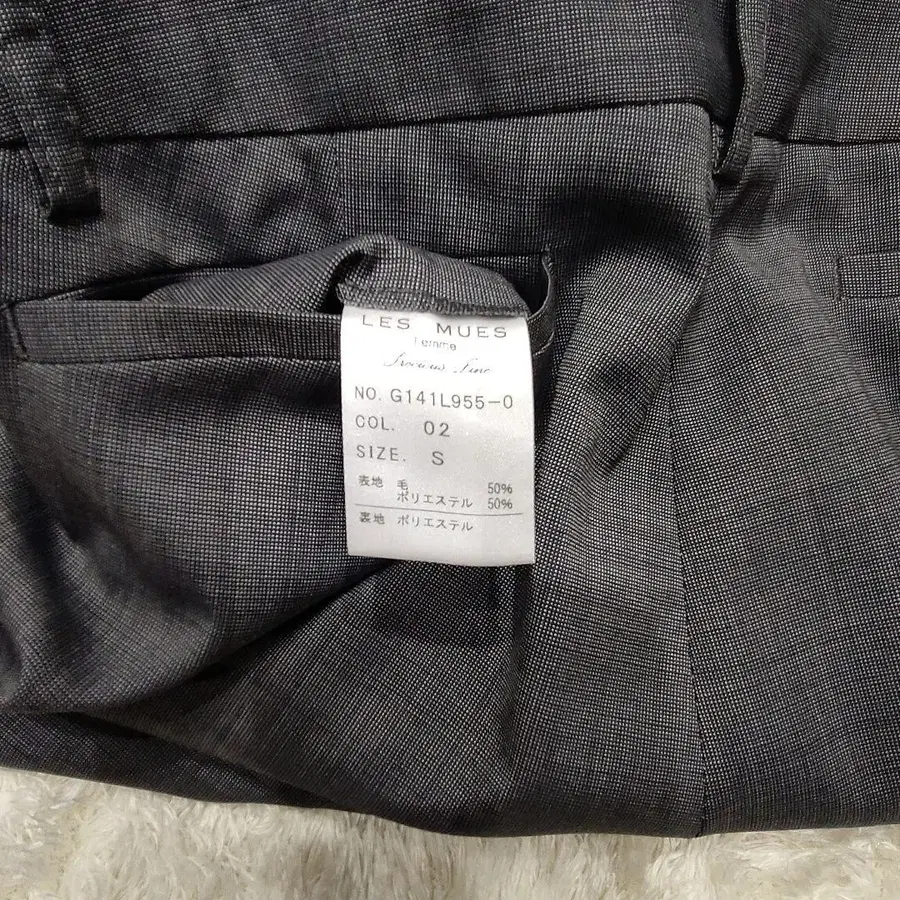 LES MUES
Femme
Precious Line
NO. G141L955-0
COL. 02
SIZE. S
表地 毛 50%
ポリエステル 50%
裏地 ポリエステル